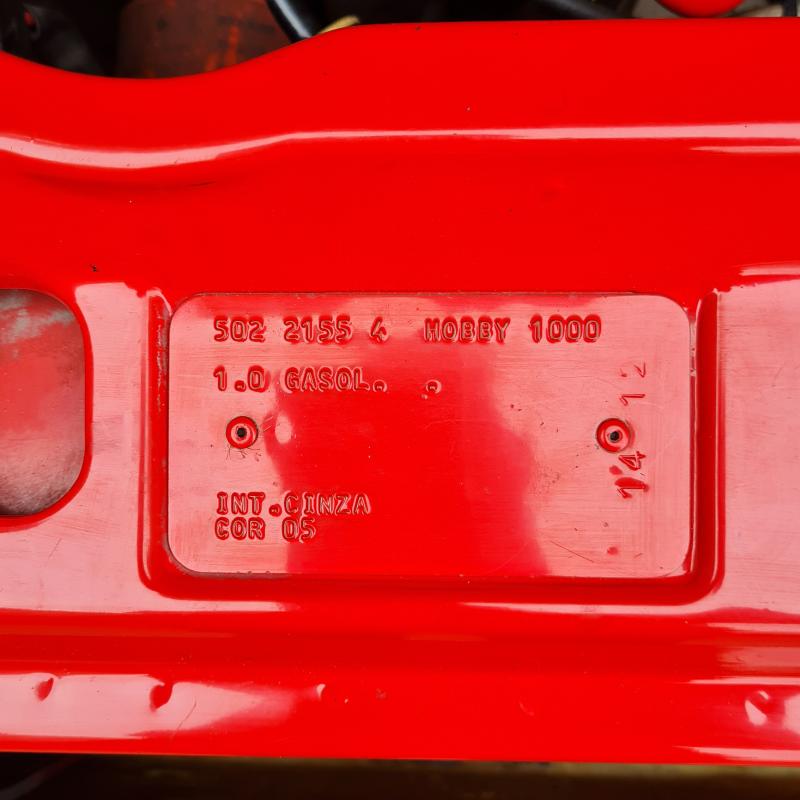 502 2155 4 HOBBY 1000
1.0 GASOL.
14 12
INT.CINZA
COR 05